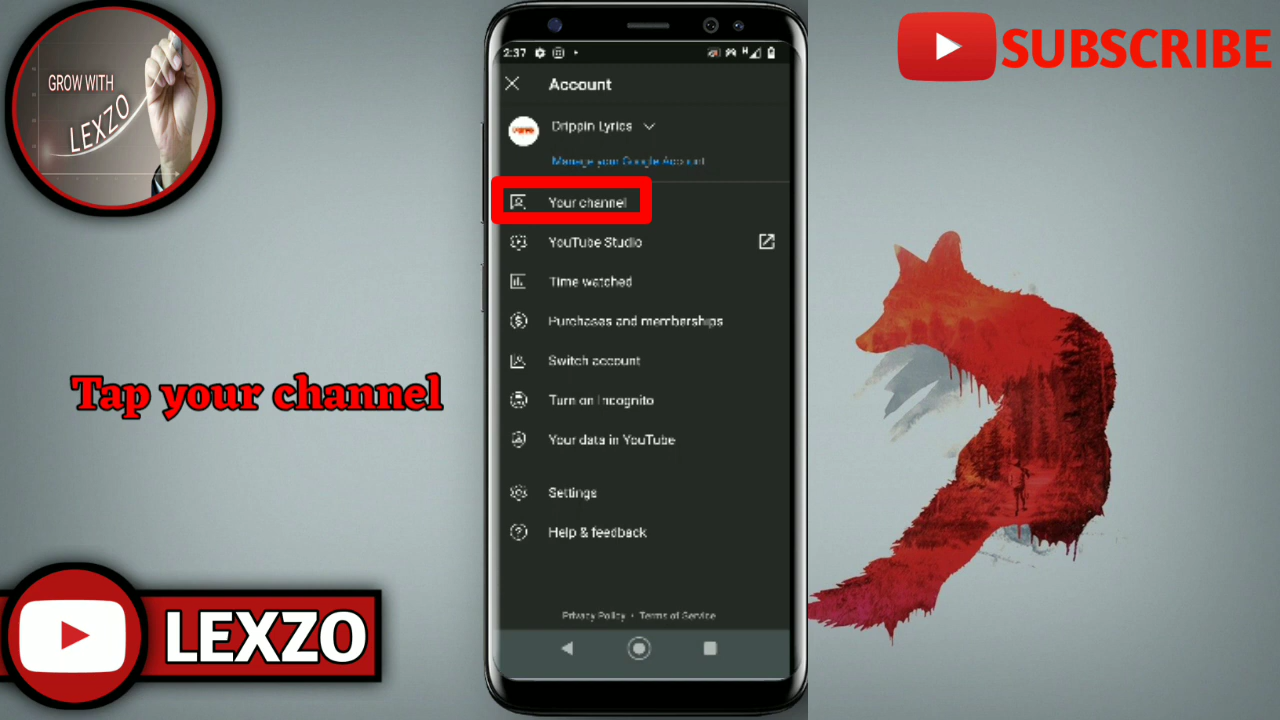 GROW WITH
LEXZO
SUBSCRIBE
2:37
Account
Drippin Lyrics
Manage your Google Account
Your channel
YouTube Studio
Time watched
Purchases and memberships
Switch account
Turn on Incognito
Your data in YouTube
Settings
Help & feedback
Privacy Policy • Terms of Service
Tap your channel
LEXZO